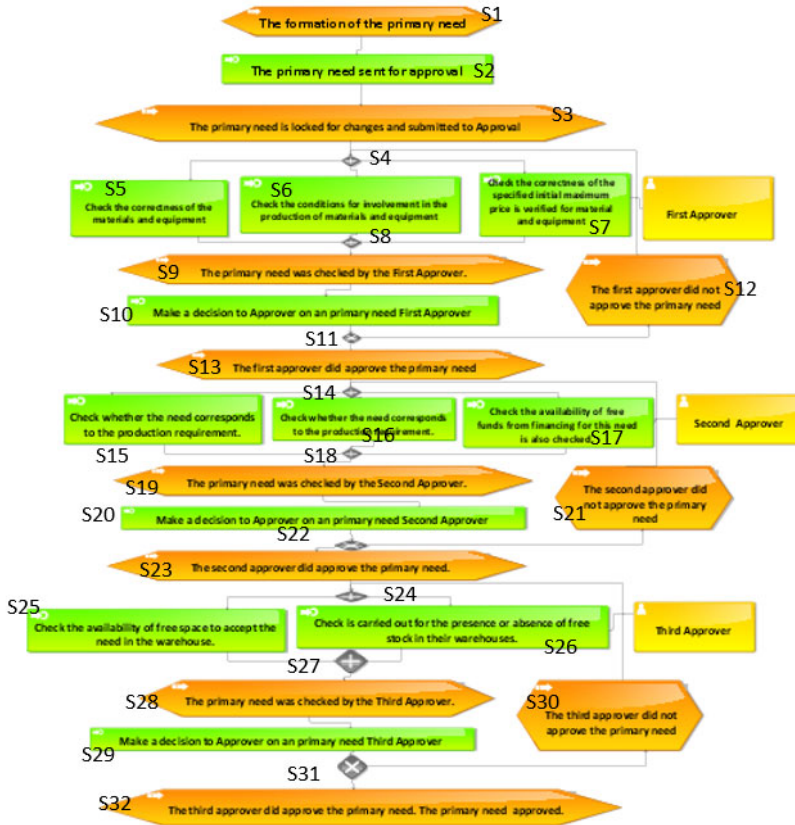 The formation of the primary need
S1
The primary need sent for approval
S2
S3
The primary need is locked for changes and submitted to Approval
S4
S5
Check the correctness of the
materials and equipment
S6
Check the conditions for involvement in the
production of materials and equipment
Check the correctness of the
specified initial maximum
price is verified for material
and equipment
S7
First Approver
S8
S9
The primary need was checked by the First Approver.
The first approver did not
approve the primary need
S12
S10
Make a decision to Approver on an primary need First Approver
S11
S13
The first approver did approve the primary need
S14
Check whether the need corresponds
to the production requirement.
S15
Check whether the need corresponds
to the production requirement.
S16
Check the availability of free
funds from financing for this need
is also checked.
S17
Second Approver
S18
S19
The primary need was checked by the Second Approver.
The second approver did
not approve the primary
need
S21
S20
Make a decision to Approver on an primary need Second Approver
S22
S23
The second approver did approve the primary need.
S24
S25
Check the availability of free space to accept the
need in the warehouse.
Check is carried out for the presence or absence of free
stock in their warehouses.
S26
Third Approver
S27
S28
The primary need was checked by the Third Approver.
S30
The third approver did not
approve the primary need
Make a decision to Approver on an primary need Third Approver
S29
S31
S32
The third approver did approve the primary need. The primary need approved.